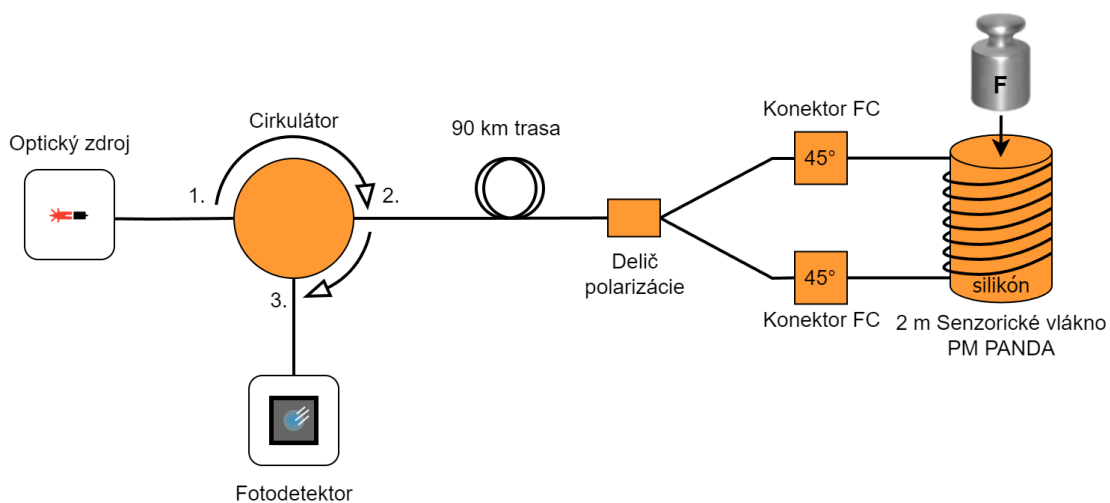 Optický zdroj
Cirkulátor
1.
2.
3.
Fotodetektor
90 km trasa
Delič
polarizácie
Konektor FC
45°
45°
Konektor FC
F
silikón
2 m Senzorické vlákno
PM PANDA